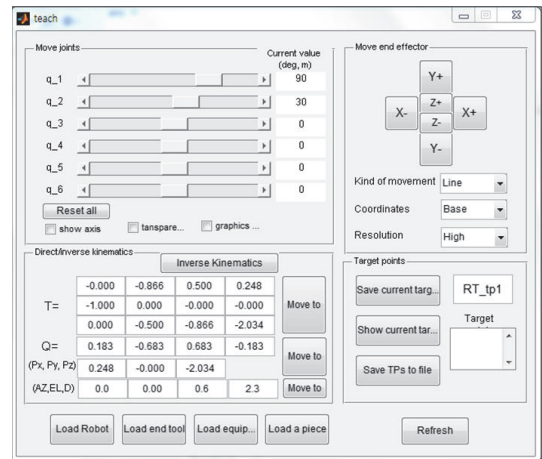 teach
Move joints
Current value
(deg, m)
q_1 90
q_2 30
q_3 0
q_4 0
q_5 0
q_6 0
Reset all
show axis tanspare... graphics ...
Move end effector
Y+
X- Z+ X+
Z-
Y-
Kind of movement Line
Coordinates Base
Resolution High
Direct/inverse kinematics
Inverse Kinematics
-0.000 -0.866 0.500 0.248
T= -1.000 0.000 -0.000 -0.000 Move to
0.000 -0.500 -0.866 -2.034
Q= 0.183 -0.683 0.683 -0.183
Move to
(Px, Py, Pz) 0.248 -0.000 -2.034
(AZ,EL,D) 0.0 0.00 0.6 2.3 Move to
Target points
Save current targ... RT_tp1
Show current tar... Target
Save TPs to file
Load Robot Load end tool Load equip... Load a piece Refresh